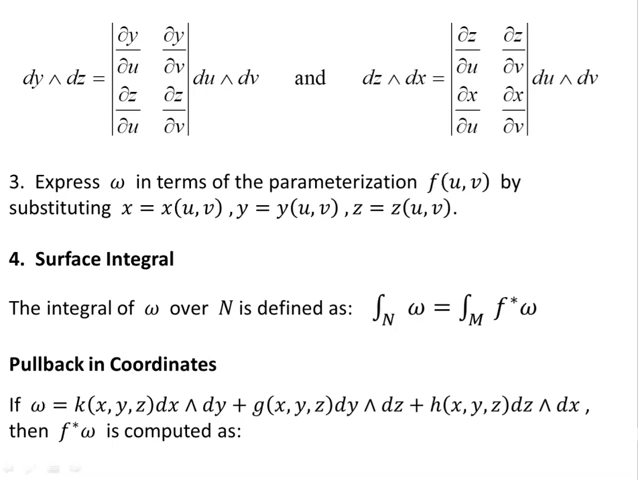 dy ∧ dz = |∂y/∂u ∂y/∂v; ∂z/∂u ∂z/∂v| du ∧ dv and dz ∧ dx = |∂z/∂u ∂z/∂v; ∂x/∂u ∂x/∂v| du ∧ dv
3. Express ω in terms of the parameterization f(u, v) by
substituting x = x(u, v) , y = y(u, v) , z = z(u, v).
4. Surface Integral
The integral of ω over N is defined as: ∫_N ω = ∫_M f*ω
Pullback in Coordinates
If ω = k(x, y, z)dx ∧ dy + g(x, y, z)dy ∧ dz + h(x, y, z)dz ∧ dx ,
then f*ω is computed as: